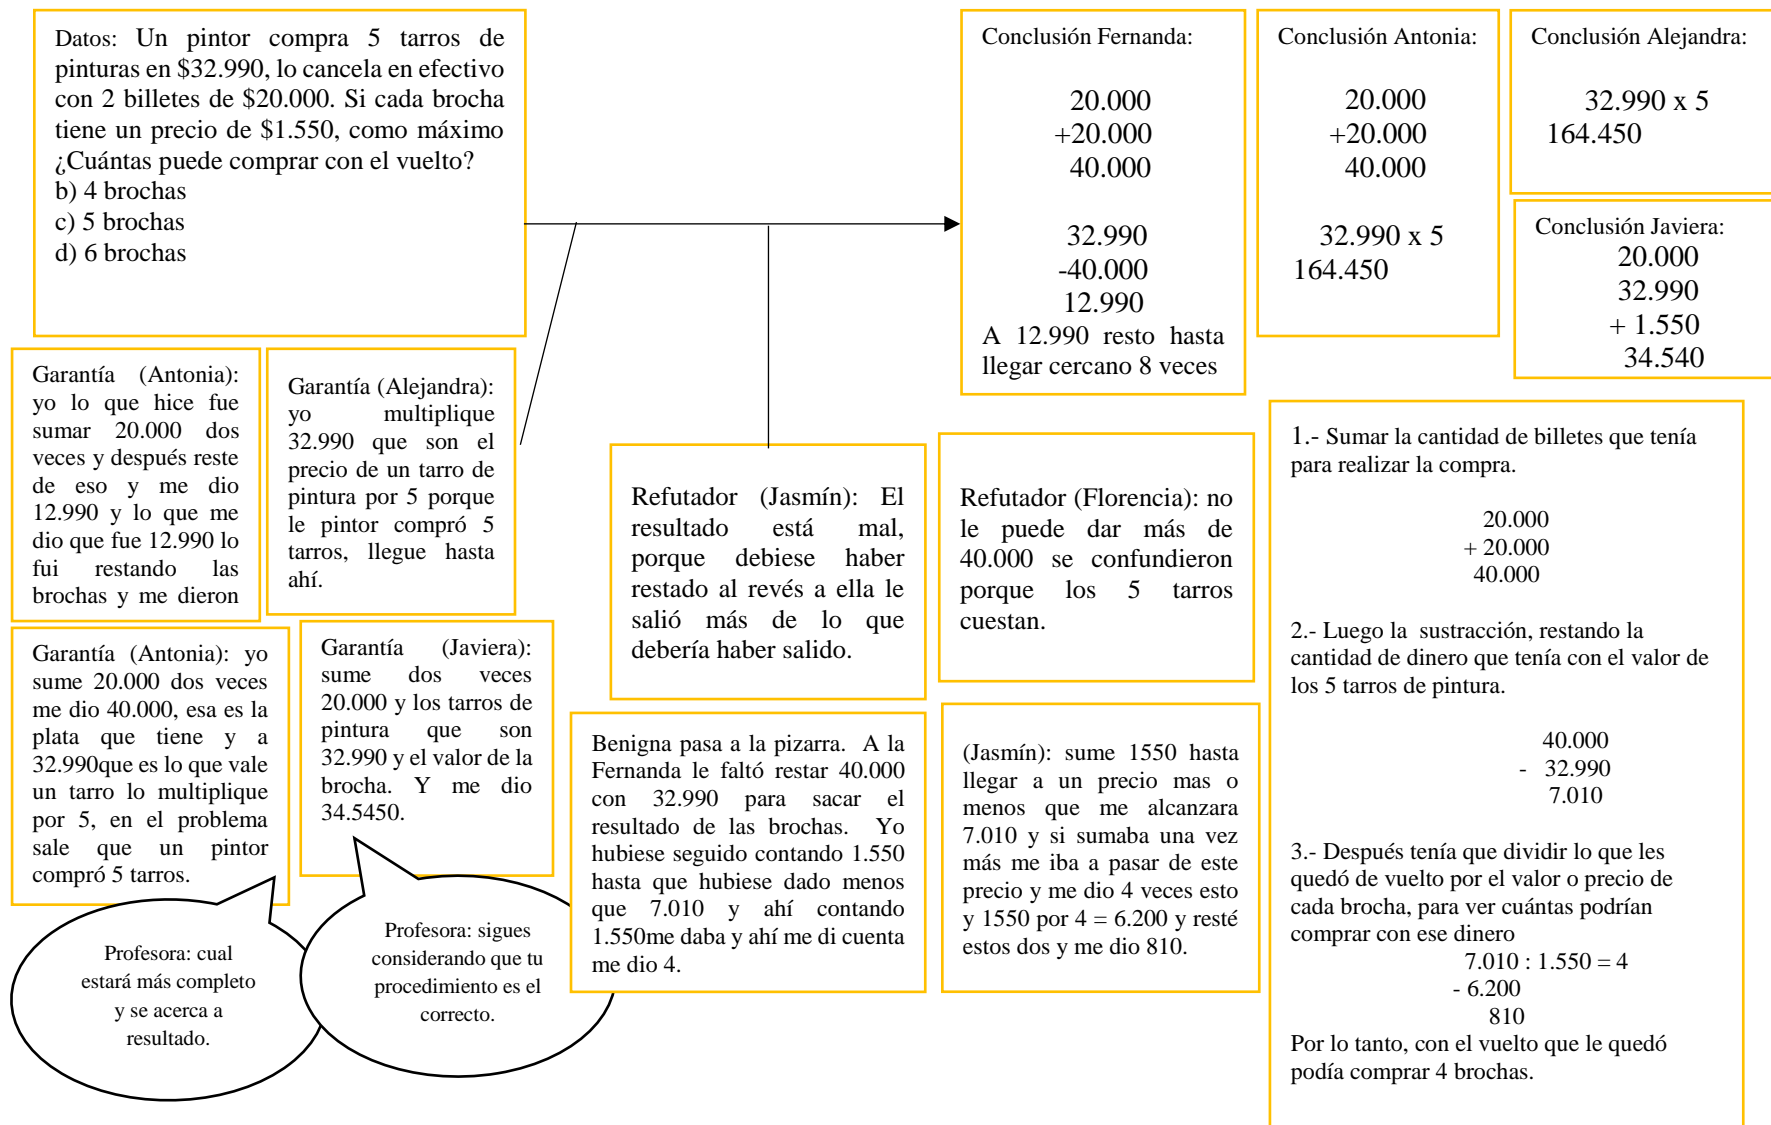 Datos: Un pintor compra 5 tarros de
pinturas en $32.990, lo cancela en efectivo
con 2 billetes de $20.000. Si cada brocha
tiene un precio de $1.550, como máximo
¿Cuántas puede comprar con el vuelto?
b) 4 brochas
c) 5 brochas
d) 6 brochas
Conclusión Fernanda:
20.000
+20.000
40.000
32.990
-40.000
12.990
A 12.990 resto hasta
llegar cercano 8 veces
Conclusión Antonia:
20.000
+20.000
40.000
32.990 x 5
164.450
Conclusión Alejandra:
32.990 x 5
164.450
Conclusión Javiera:
20.000
32.990
+ 1.550
34.540
Garantía (Antonia):
yo lo que hice fue
sumar 20.000 dos
veces y después reste
de eso y me dio
12.990 y lo que me
dio que fue 12.990 lo
fui restando las
brochas y me dieron
Garantía (Alejandra):
yo multiplique
32.990 que son el
precio de un tarro de
pintura por 5 porque
le pintor compró 5
tarros, llegue hasta
ahí.
Refutador (Jasmín): El
resultado está mal,
porque debiese haber
restado al revés a ella le
salió más de lo que
debería haber salido.
Refutador (Florencia): no
le puede dar más de
40.000 se confundieron
porque los 5 tarros
cuestan.
Garantía (Antonia): yo
sume 20.000 dos veces
me dio 40.000, esa es la
plata que tiene y a
32.990que es lo que vale
un tarro lo multiplique
por 5, en el problema
sale que un pintor
compró 5 tarros.
Garantía (Javiera):
sume dos veces
20.000 y los tarros de
pintura que son
32.990 y el valor de la
brocha. Y me dio
34.5450.
Benigna pasa a la pizarra. A la
Fernanda le faltó restar 40.000
con 32.990 para sacar el
resultado de las brochas. Yo
hubiese seguido contando 1.550
hasta que hubiese dado menos
que 7.010 y ahí contando
1.550me daba y ahí me di cuenta
me dio 4.
(Jasmín): sume 1550 hasta
llegar a un precio mas o
menos que me alcanzara
7.010 y si sumaba una vez
más me iba a pasar de este
precio y me dio 4 veces esto
y 1550 por 4 = 6.200 y resté
estos dos y me dio 810.
Profesora: cual
estará más completo
y se acerca a
resultado.
Profesora: sigues
considerando que tu
procedimiento es el
correcto.
1.- Sumar la cantidad de billetes que tenía
para realizar la compra.
20.000
+ 20.000
40.000
2.- Luego la sustracción, restando la
cantidad de dinero que tenía con el valor de
los 5 tarros de pintura.
40.000
- 32.990
7.010
3.- Después tenía que dividir lo que les
quedó de vuelto por el valor o precio de
cada brocha, para ver cuántas podrían
comprar con ese dinero
7.010 : 1.550 = 4
- 6.200
810
Por lo tanto, con el vuelto que le quedó
podía comprar 4 brochas.